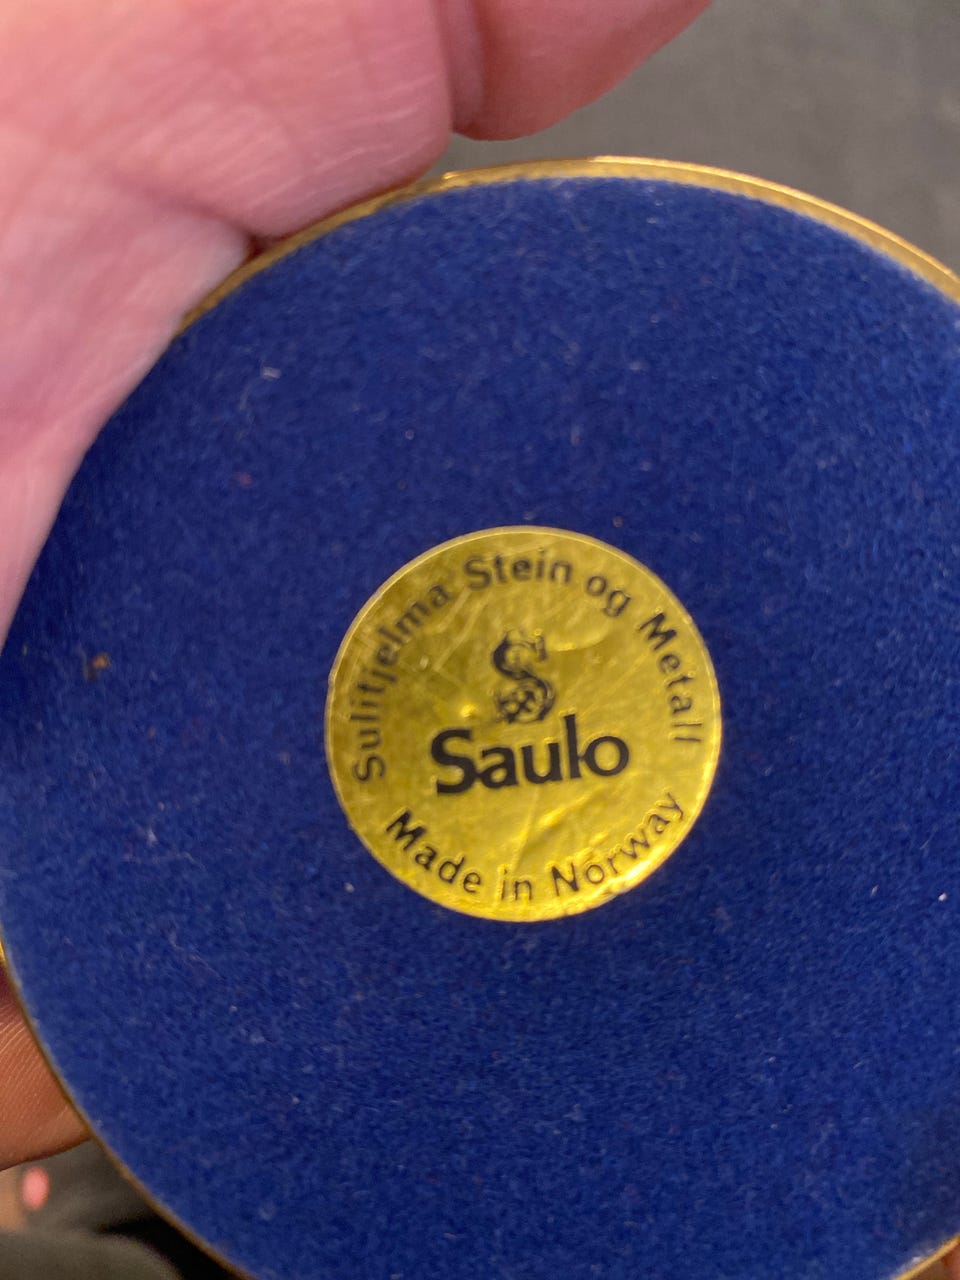 Sulitjelma Stein og Metall
S
Saulo
Made in Norway